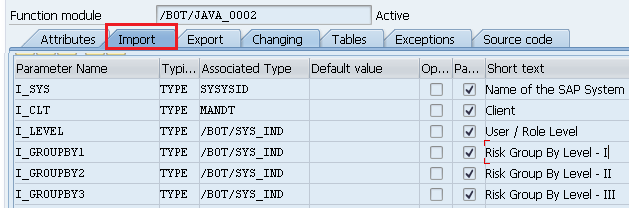 Function module /BOT/JAVA_0002 Active
Attributes Import Export Changing Tables Exceptions Source code
Parameter Name Typi... Associated Type Default value Op... Pa... Short text
I_SYS TYPE SYSYSID Name of the SAP System
I_CLT TYPE MANDT Client
I_LEVEL TYPE /BOT/SYS_IND User / Role Level
I_GROUPBY1 TYPE /BOT/SYS_IND Risk Group By Level - I
I_GROUPBY2 TYPE /BOT/SYS_IND Risk Group By Level - II
I_GROUPBY3 TYPE /BOT/SYS_IND Risk Group By Level - III